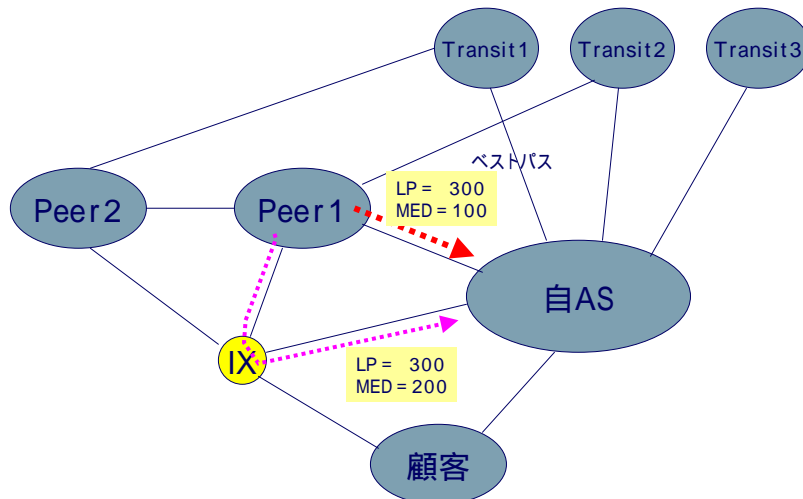 Transit1
Transit2
Transit3
ベストパス
LP = 300
MED = 100
Peer2
Peer1
自AS
IX
LP = 300
MED = 200
顧客